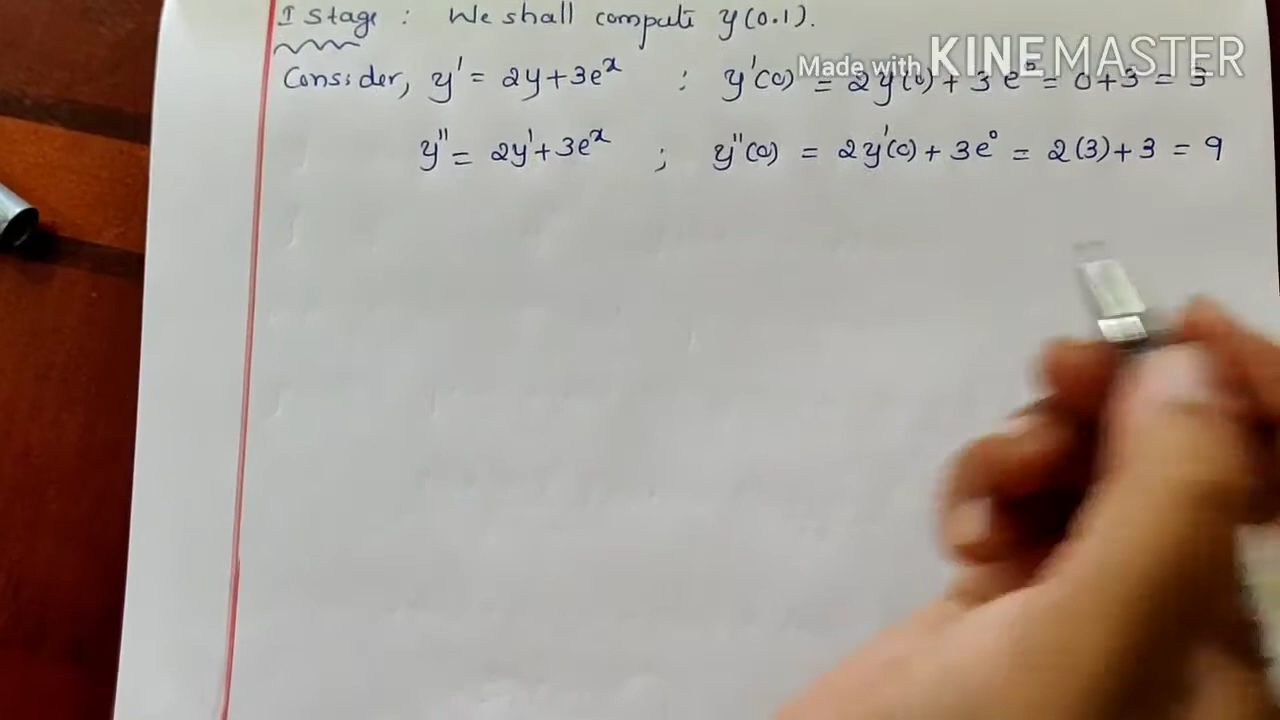 I Stage : We shall compute y(0.1).
Made with KINEMASTER
Consider, y' = 2y+3e^x : y'(0) = 2y(0) + 3e^0 = 0+3 = 3
y'' = 2y'+3e^x ; y''(0) = 2y'(0) + 3e^0 = 2(3)+3 = 9